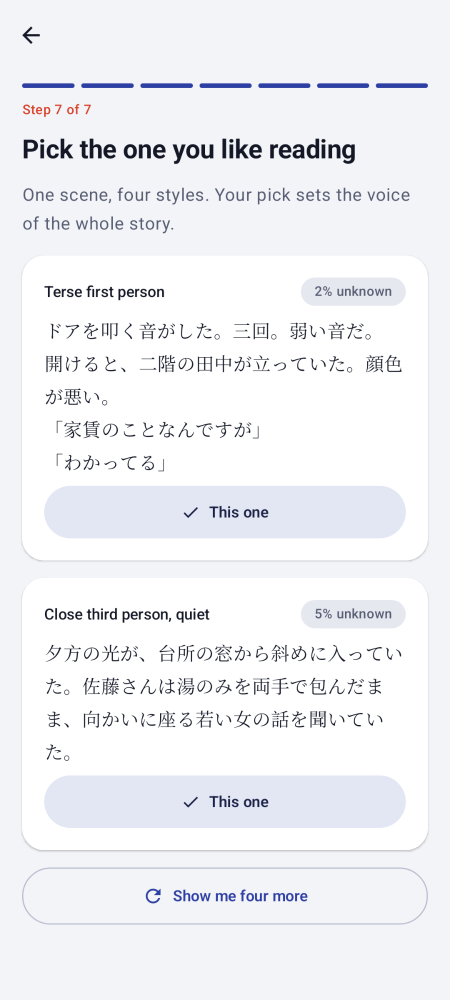 Step 7 of 7
Pick the one you like reading
One scene, four styles. Your pick sets the voice
of the whole story.
Terse first person
2% unknown
ドアを叩く音がした。三回。弱い音だ。
開けると、二階の田中が立っていた。顔色
が悪い。
「家賃のことなんですが」
「わかってる」
This one
Close third person, quiet
5% unknown
夕方の光が、台所の窓から斜めに入ってい
た。佐藤さんは湯のみを両手で包んだま
ま、向かいに座る若い女の話を聞いてい
た。
This one
Show me four more